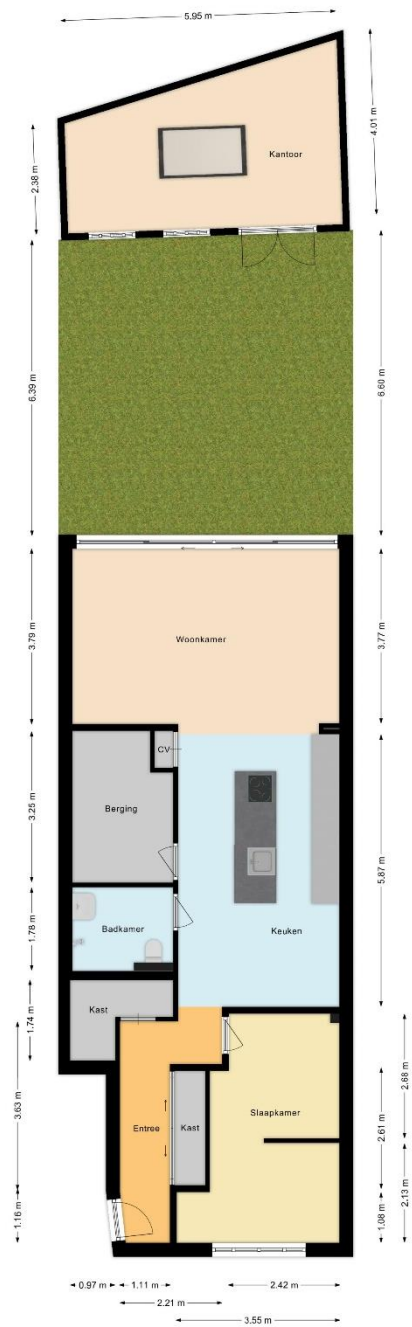 5.95 m
4.01 m
2.38 m
Kantoor
6.39 m
6.60 m
3.79 m
Woonkamer
3.77 m
CV
3.25 m
Berging
5.87 m
1.78 m
Badkamer
Keuken
1.74 m
Kast
3.63 m
2.68 m
2.61 m
Entree
Kast
Slaapkamer
1.16 m
1.08 m
2.13 m
0.97 m
1.11 m
2.42 m
2.21 m
3.55 m